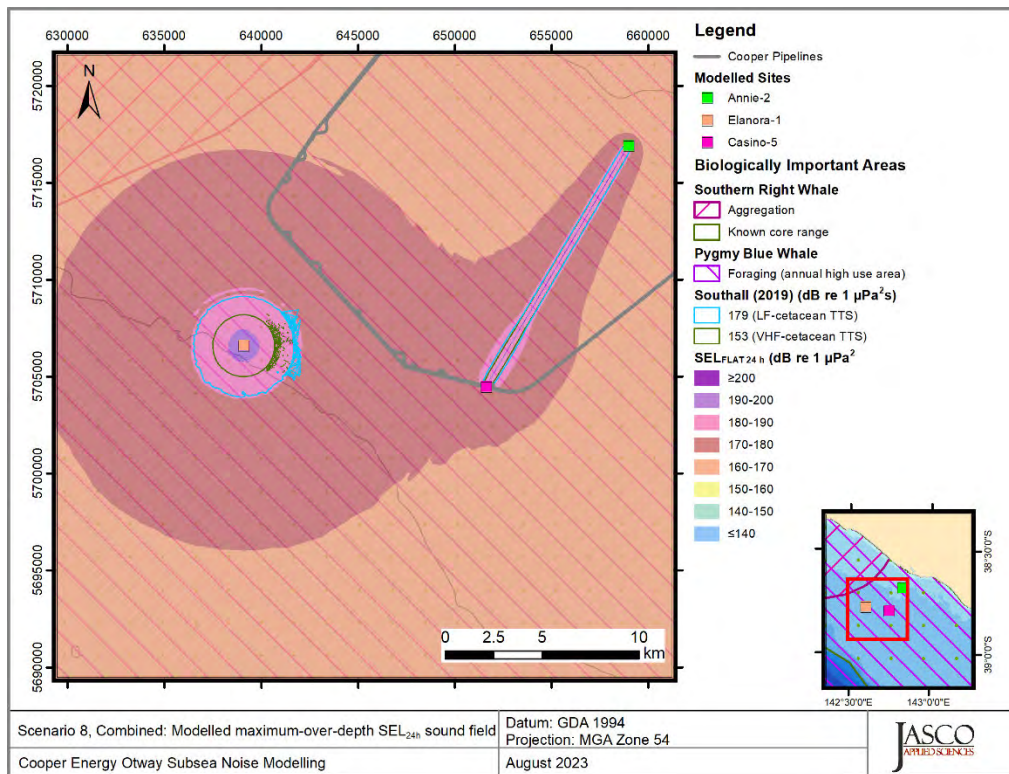 630000 635000 640000 645000 650000 655000 660000
5720000
5715000
5710000
5705000
5700000
5695000
5690000
N
0 2.5 5 10
km
Legend
Cooper Pipelines
Modelled Sites
Annie-2
Elanora-1
Casino-5
Biologically Important Areas
Southern Right Whale
Aggregation
Known core range
Pygmy Blue Whale
Foraging (annual high use area)
Southall (2019) (dB re 1 µPa²s)
179 (LF-cetacean TTS)
153 (VHF-cetacean TTS)
SELFLAT 24 h (dB re 1 µPa²
≥200
190-200
180-190
170-180
160-170
150-160
140-150
≤140
38°30'0"S
39°0'0"S
142°30'0"E 143°0'0"E
Scenario 8, Combined: Modelled maximum-over-depth SEL24h sound field
Cooper Energy Otway Subsea Noise Modelling
Datum: GDA 1994
Projection: MGA Zone 54
August 2023
JASCO
APPLIED SCIENCES